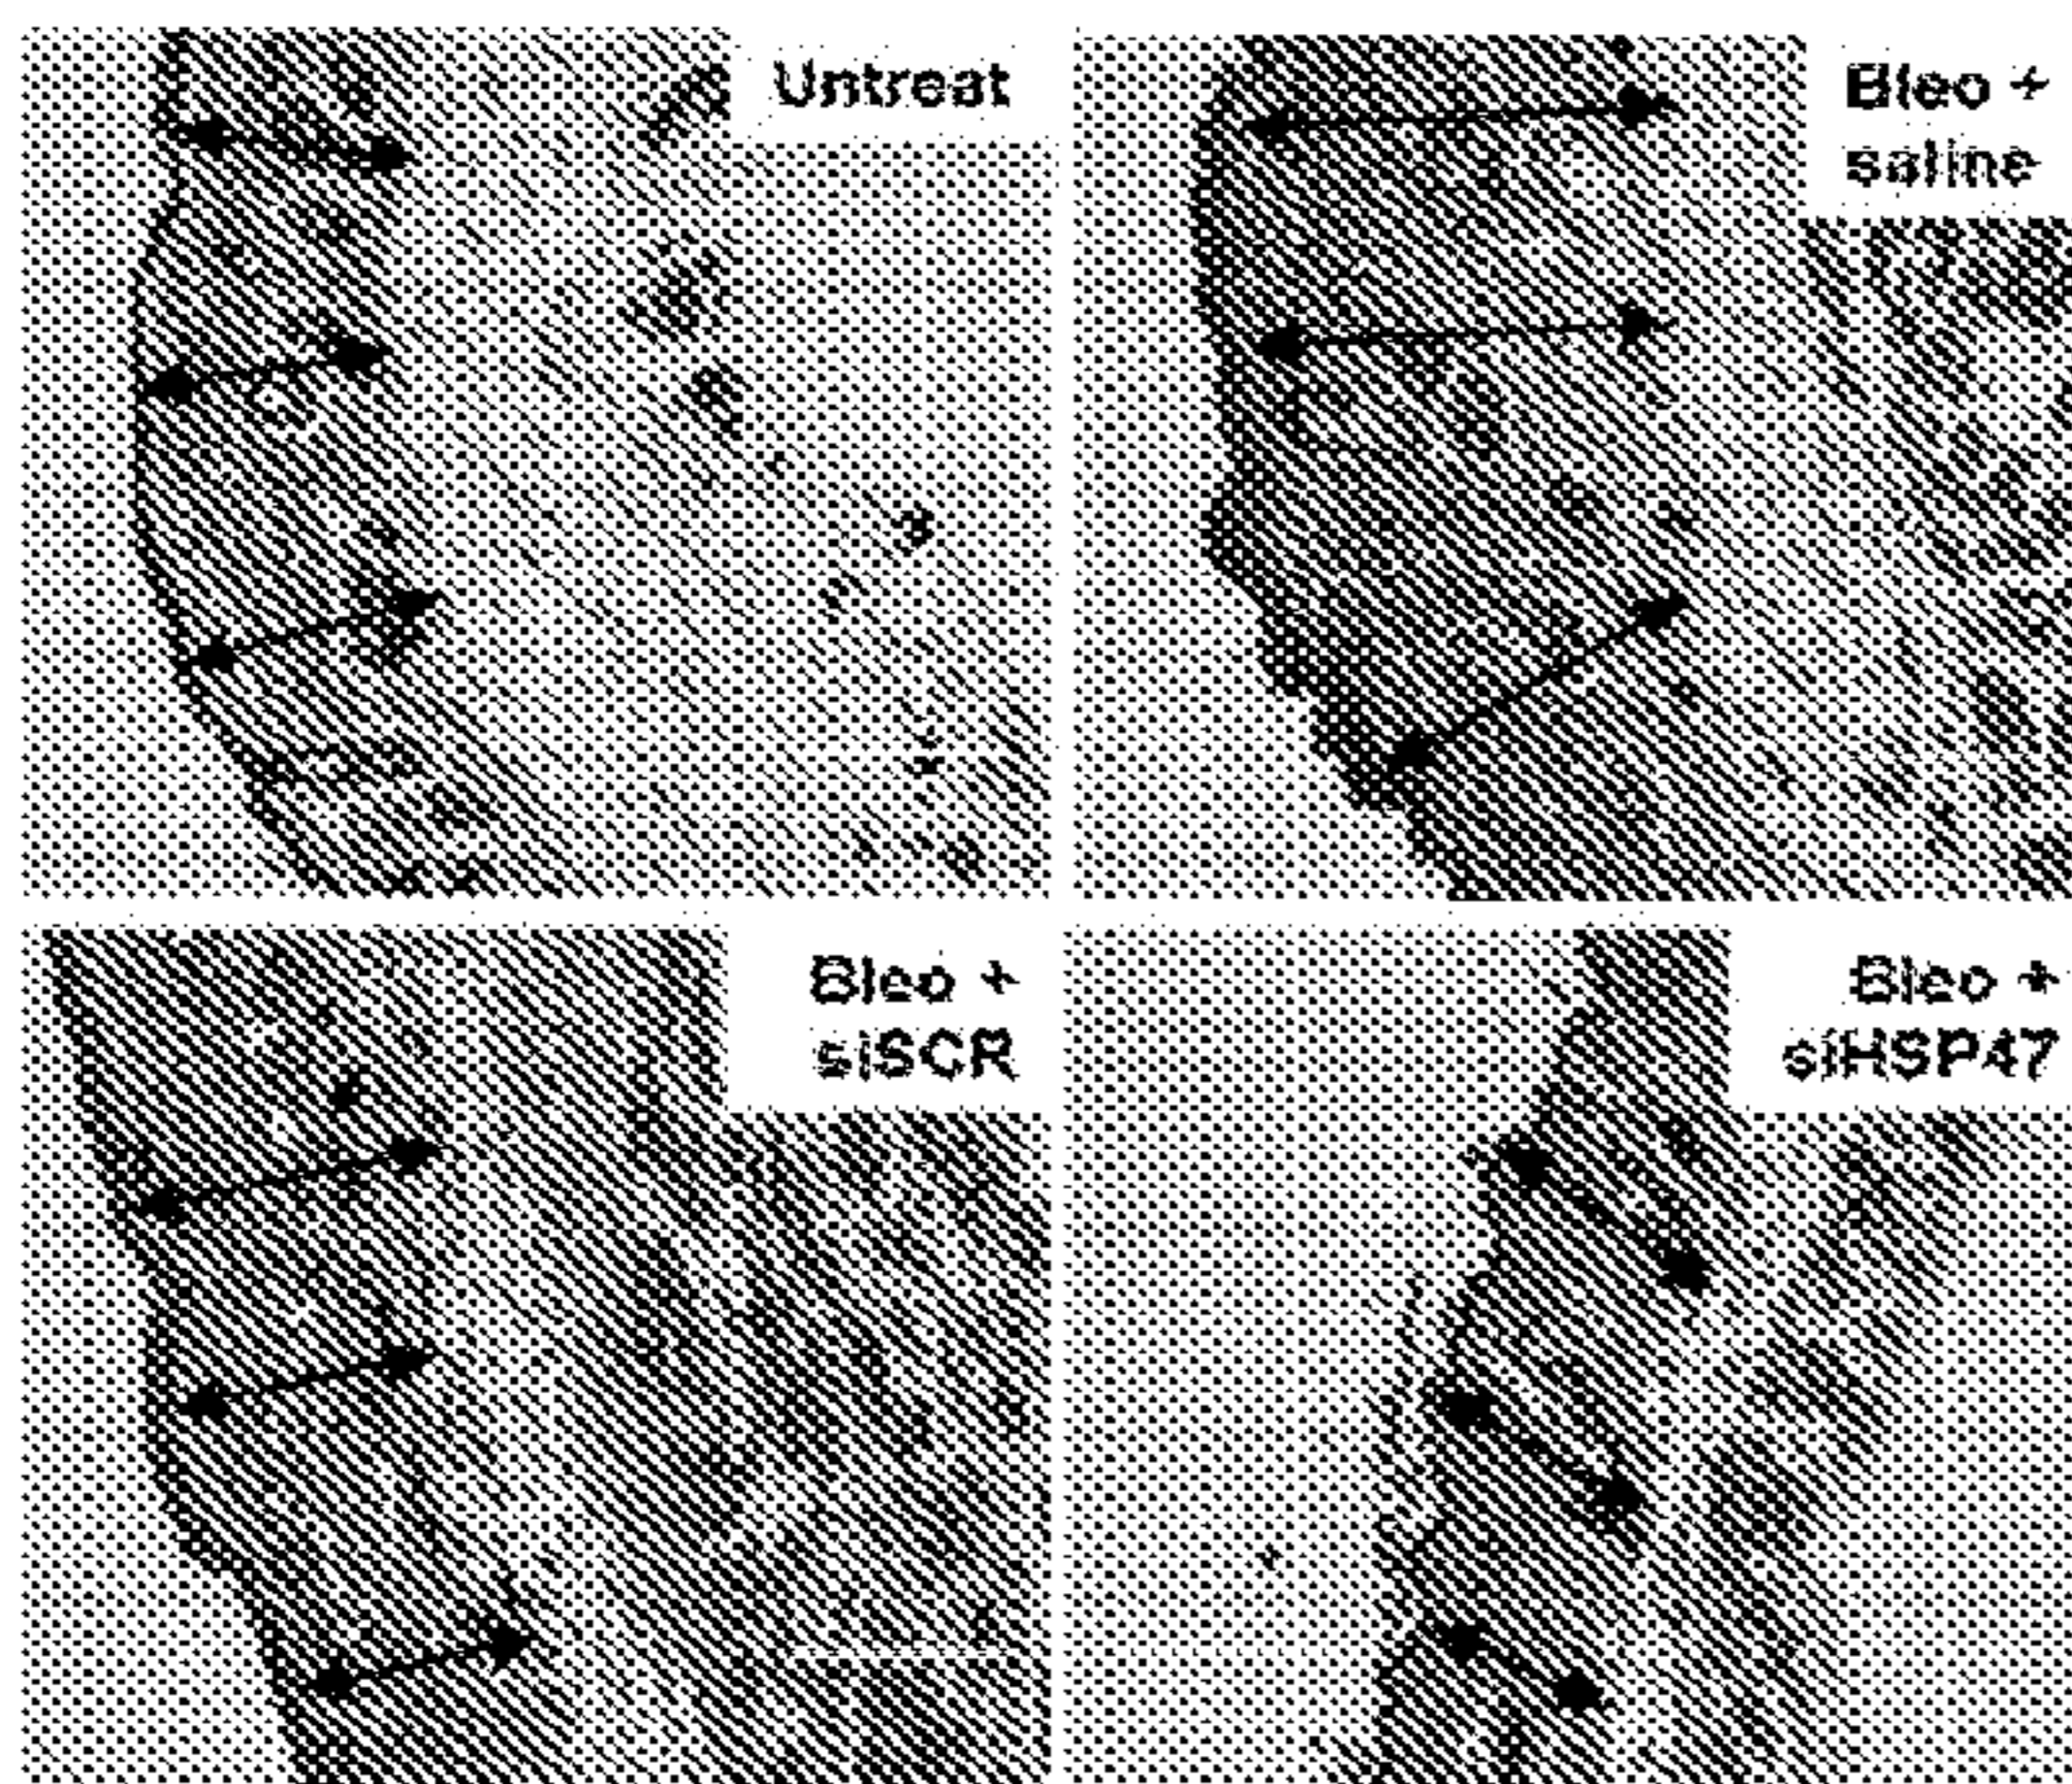 Untreat
Bleo +
saline
Bleo +
siSCR
Bleo +
siHSP47